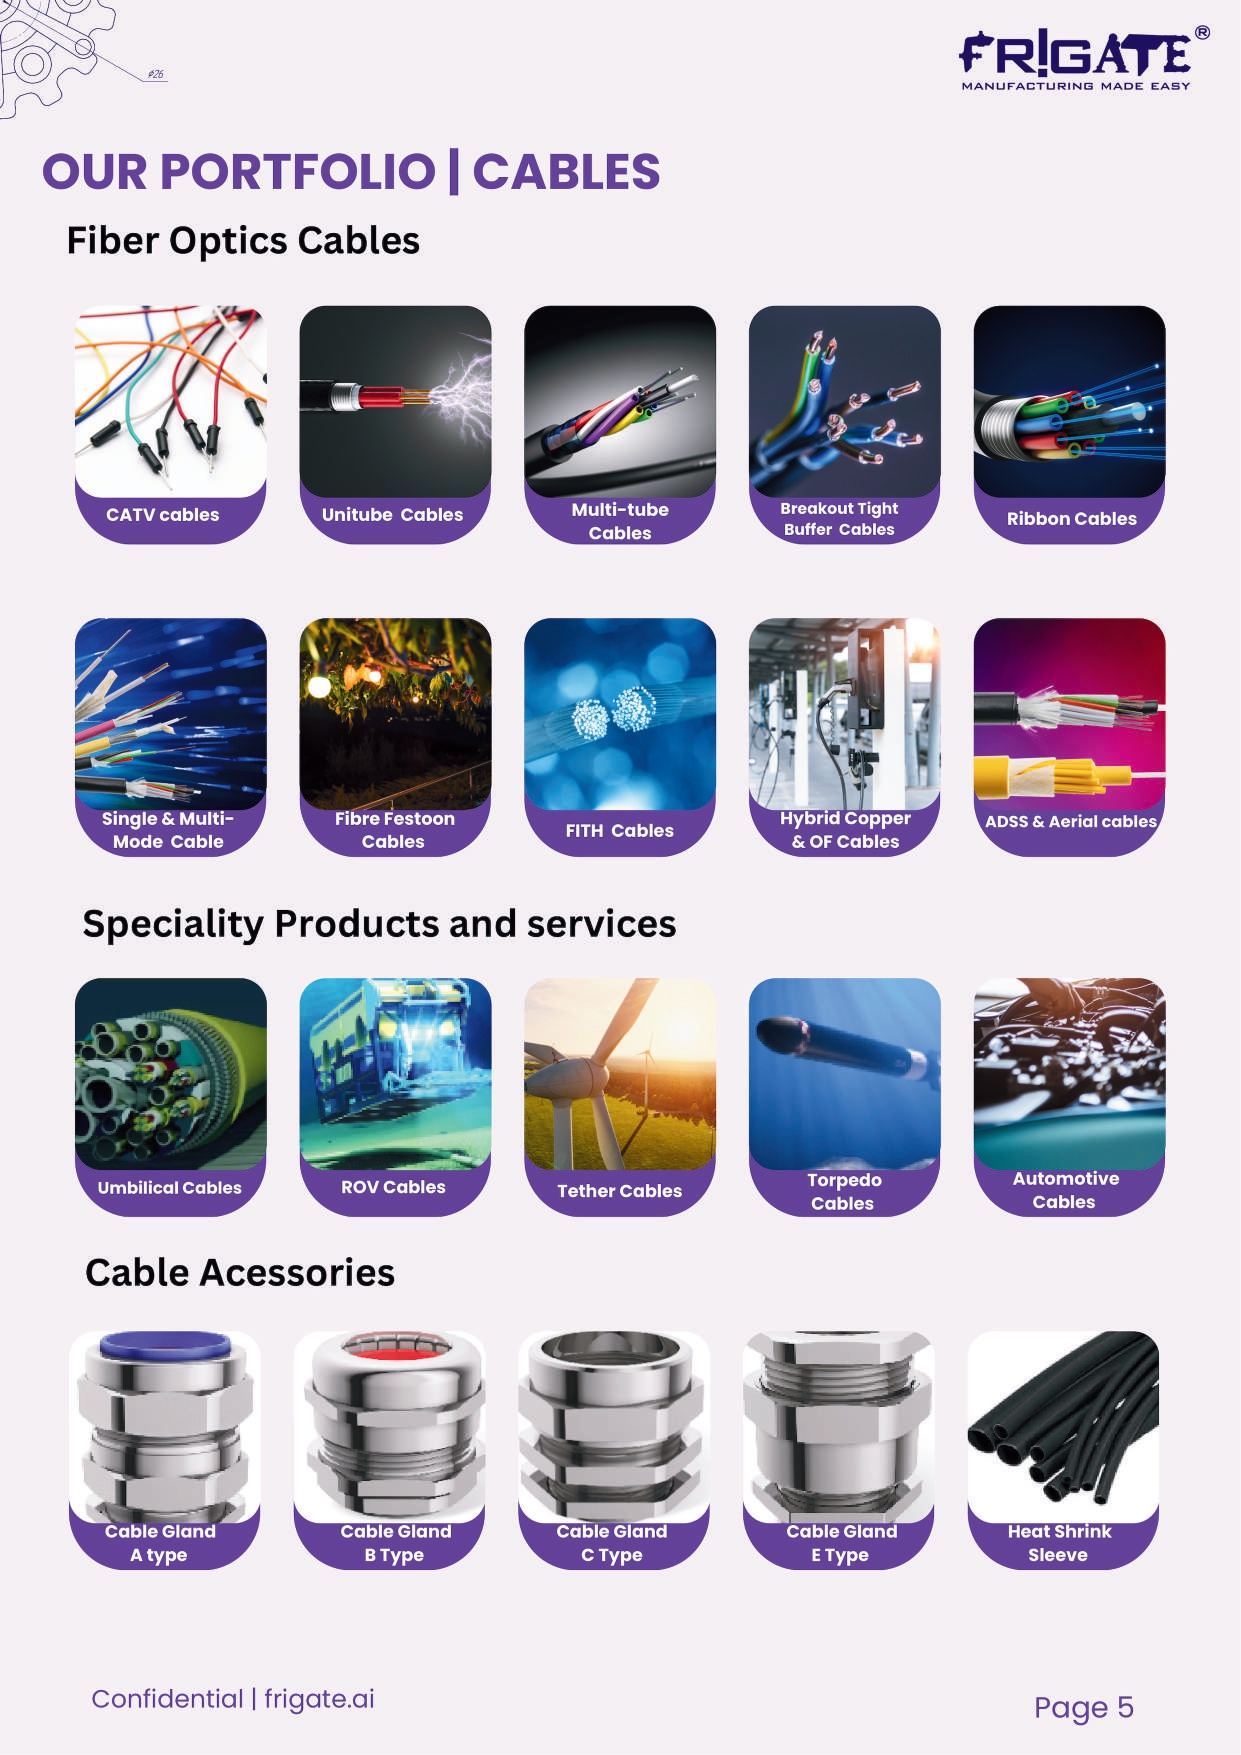 ø26
FR!GATE®
MANUFACTURING MADE EASY
OUR PORTFOLIO | CABLES
Fiber Optics Cables
CATV cables
Unitube Cables
Multi-tube
Cables
Breakout Tight
Buffer Cables
Ribbon Cables
Single & Multi-
Mode Cable
Fibre Festoon
Cables
FITH Cables
Hybrid Copper
& OF Cables
ADSS & Aerial cables
Speciality Products and services
Umbilical Cables
ROV Cables
Tether Cables
Torpedo
Cables
Automotive
Cables
Cable Acessories
Cable Gland
A type
Cable Gland
B Type
Cable Gland
C Type
Cable Gland
E Type
Heat Shrink
Sleeve
Confidential | frigate.ai
Page 5